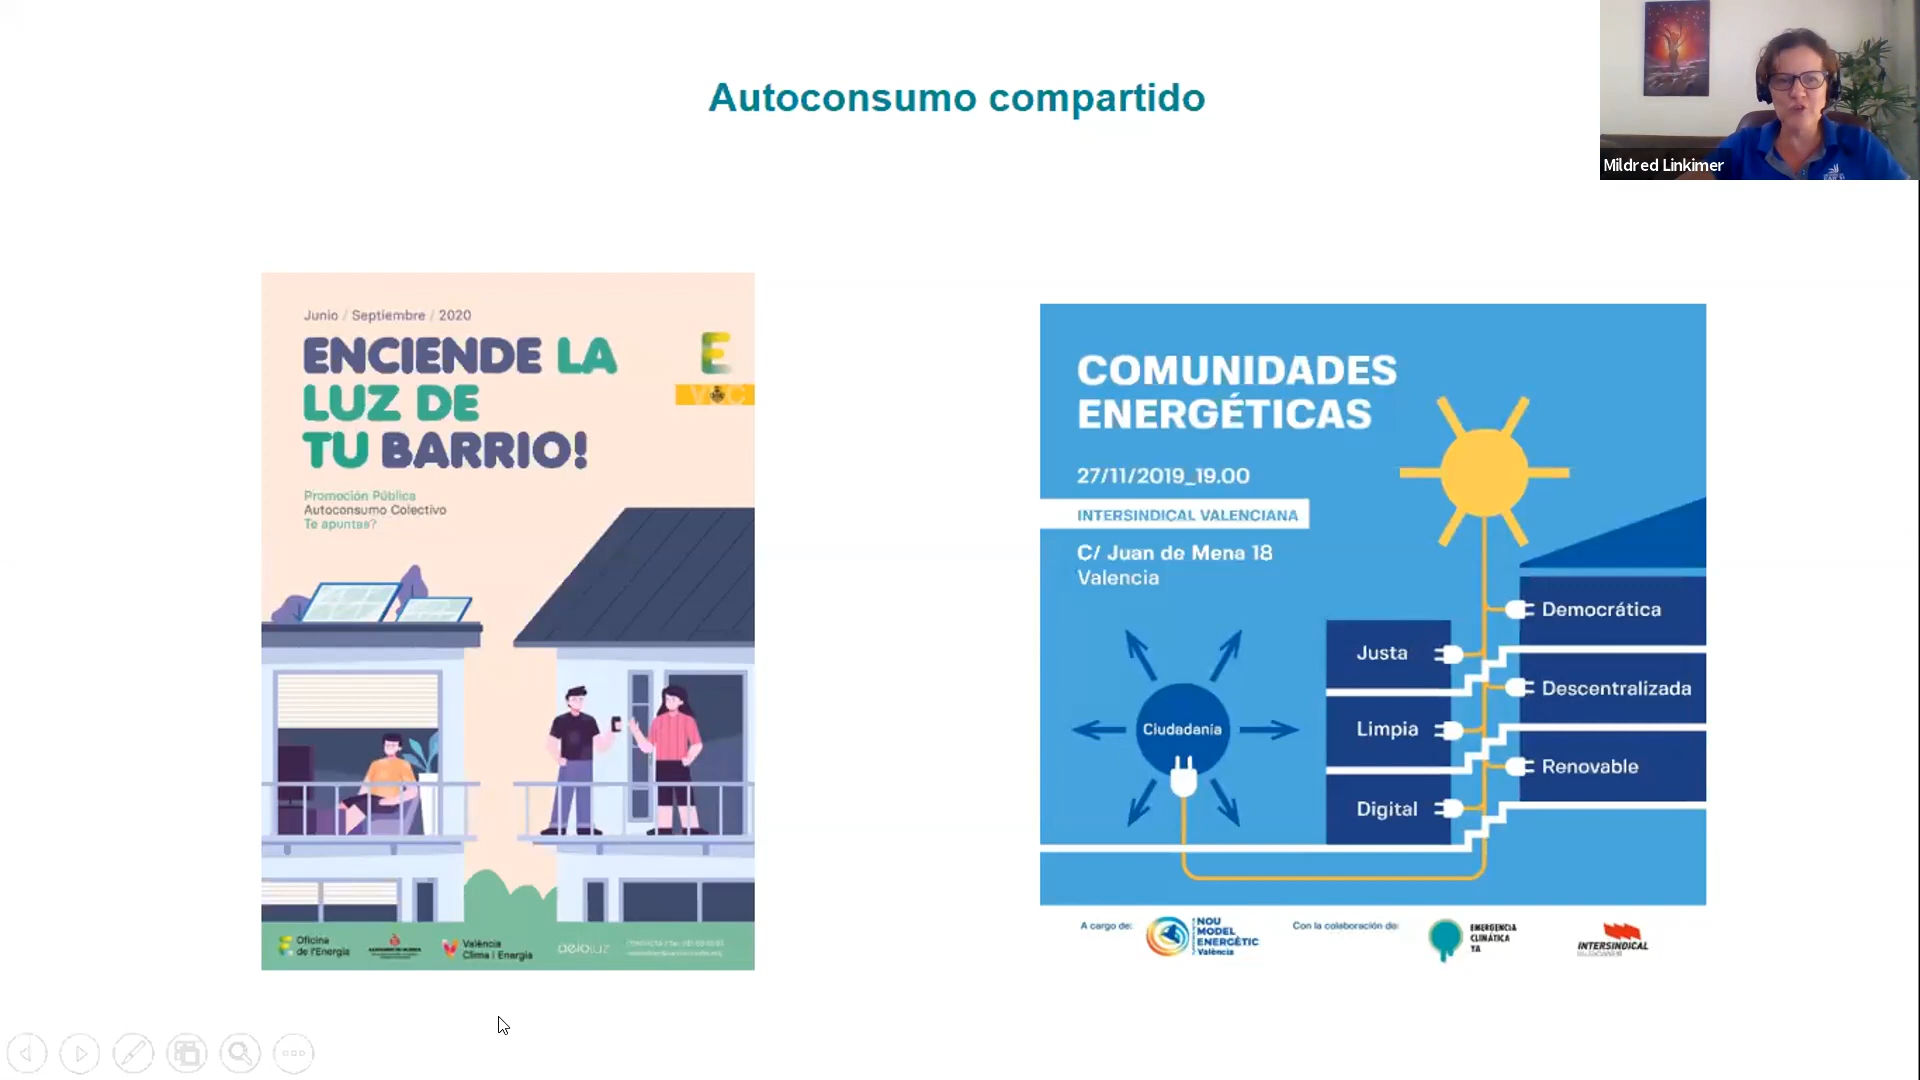 Autoconsumo compartido
Mildred Linkimer
Junio / Septiembre / 2020
ENCIENDE LA
LUZ DE
TU BARRIO!
E
Promoción Pública
Autoconsumo Colectivo
Te apuntas?
Oficina
de l'Energia
València
Clima i Energia
aeioluz
COMUNIDADES
ENERGÉTICAS
27/11/2019_19.00
INTERSINDICAL VALENCIANA
C/ Juan de Mena 18
Valencia
Ciudadanía
Justa
Limpia
Digital
Democrática
Descentralizada
Renovable
A cargo de:
NOU
MODEL
ENERGÈTIC
València
Con la colaboración de:
EMERGENCIA
CLIMÁTICA
YA
INTERSINDICAL